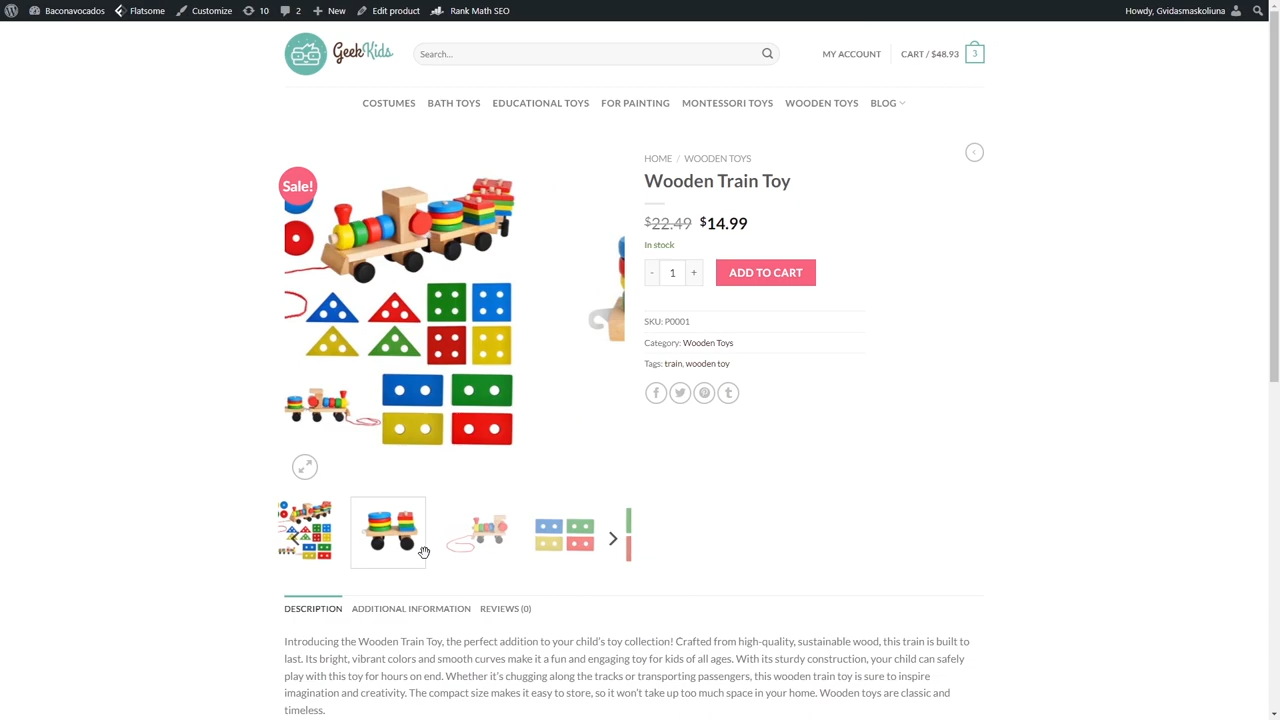 Baconavocados Flatsome Customize 10 2 New Edit product Rank Math SEO Howdy, Gvidasmaskoliuna
GeekKids Search... MY ACCOUNT CART / $48.93 3
COSTUMES BATH TOYS EDUCATIONAL TOYS FOR PAINTING MONTESSORI TOYS WOODEN TOYS BLOG
Sale!
HOME / WOODEN TOYS
Wooden Train Toy
$22.49 $14.99
In stock
- 1 + ADD TO CART
SKU: P0001
Category: Wooden Toys
Tags: train, wooden toy
DESCRIPTION ADDITIONAL INFORMATION REVIEWS (0)
Introducing the Wooden Train Toy, the perfect addition to your child's toy collection! Crafted from high-quality, sustainable wood, this train is built to
last. Its bright, vibrant colors and smooth curves make it a fun and engaging toy for kids of all ages. With its sturdy construction, your child can safely
play with this toy for hours on end. Whether it's chugging along the tracks or transporting passengers, this wooden train toy is sure to inspire
imagination and creativity. The compact size makes it easy to store, so it won't take up too much space in your home. Wooden toys are classic and
timeless.